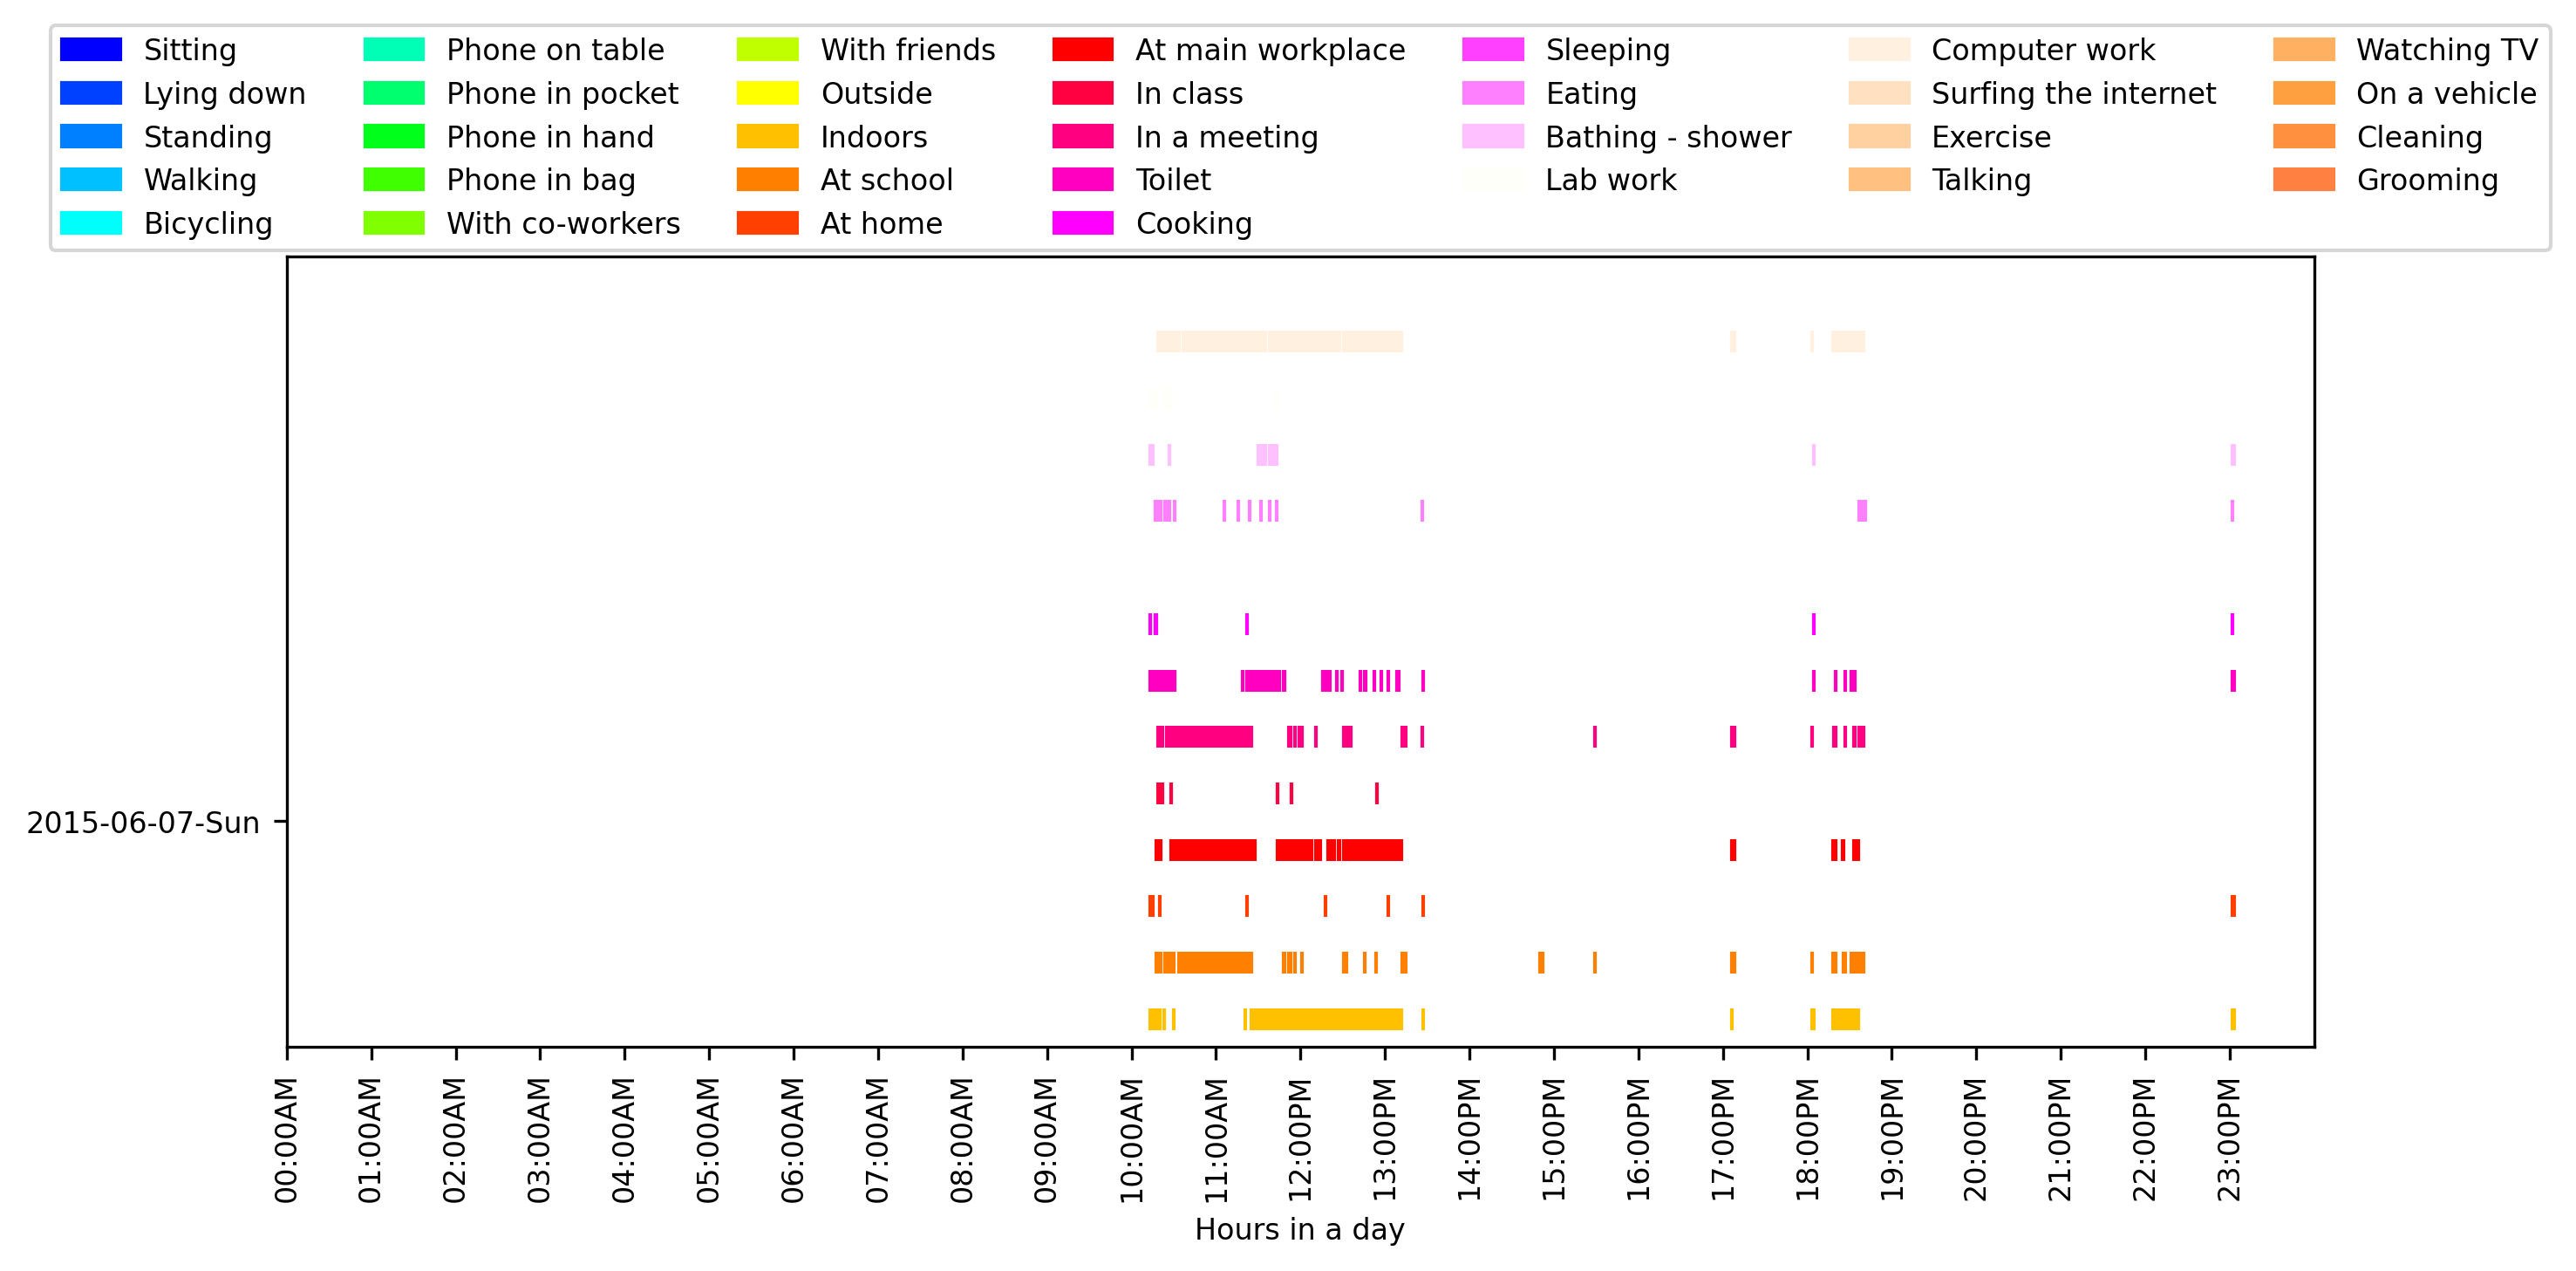 Sitting
Lying down
Standing
Walking
Bicycling
Phone on table
Phone in pocket
Phone in hand
Phone in bag
With co-workers
With friends
Outside
Indoors
At school
At home
At main workplace
In class
In a meeting
Toilet
Cooking
Sleeping
Eating
Bathing - shower
Lab work
Computer work
Surfing the internet
Exercise
Talking
Watching TV
On a vehicle
Cleaning
Grooming
2015-06-07-Sun
00:00AM
01:00AM
02:00AM
03:00AM
04:00AM
05:00AM
06:00AM
07:00AM
08:00AM
09:00AM
10:00AM
11:00AM
12:00PM
13:00PM
14:00PM
15:00PM
16:00PM
17:00PM
18:00PM
19:00PM
20:00PM
21:00PM
22:00PM
23:00PM
Hours in a day